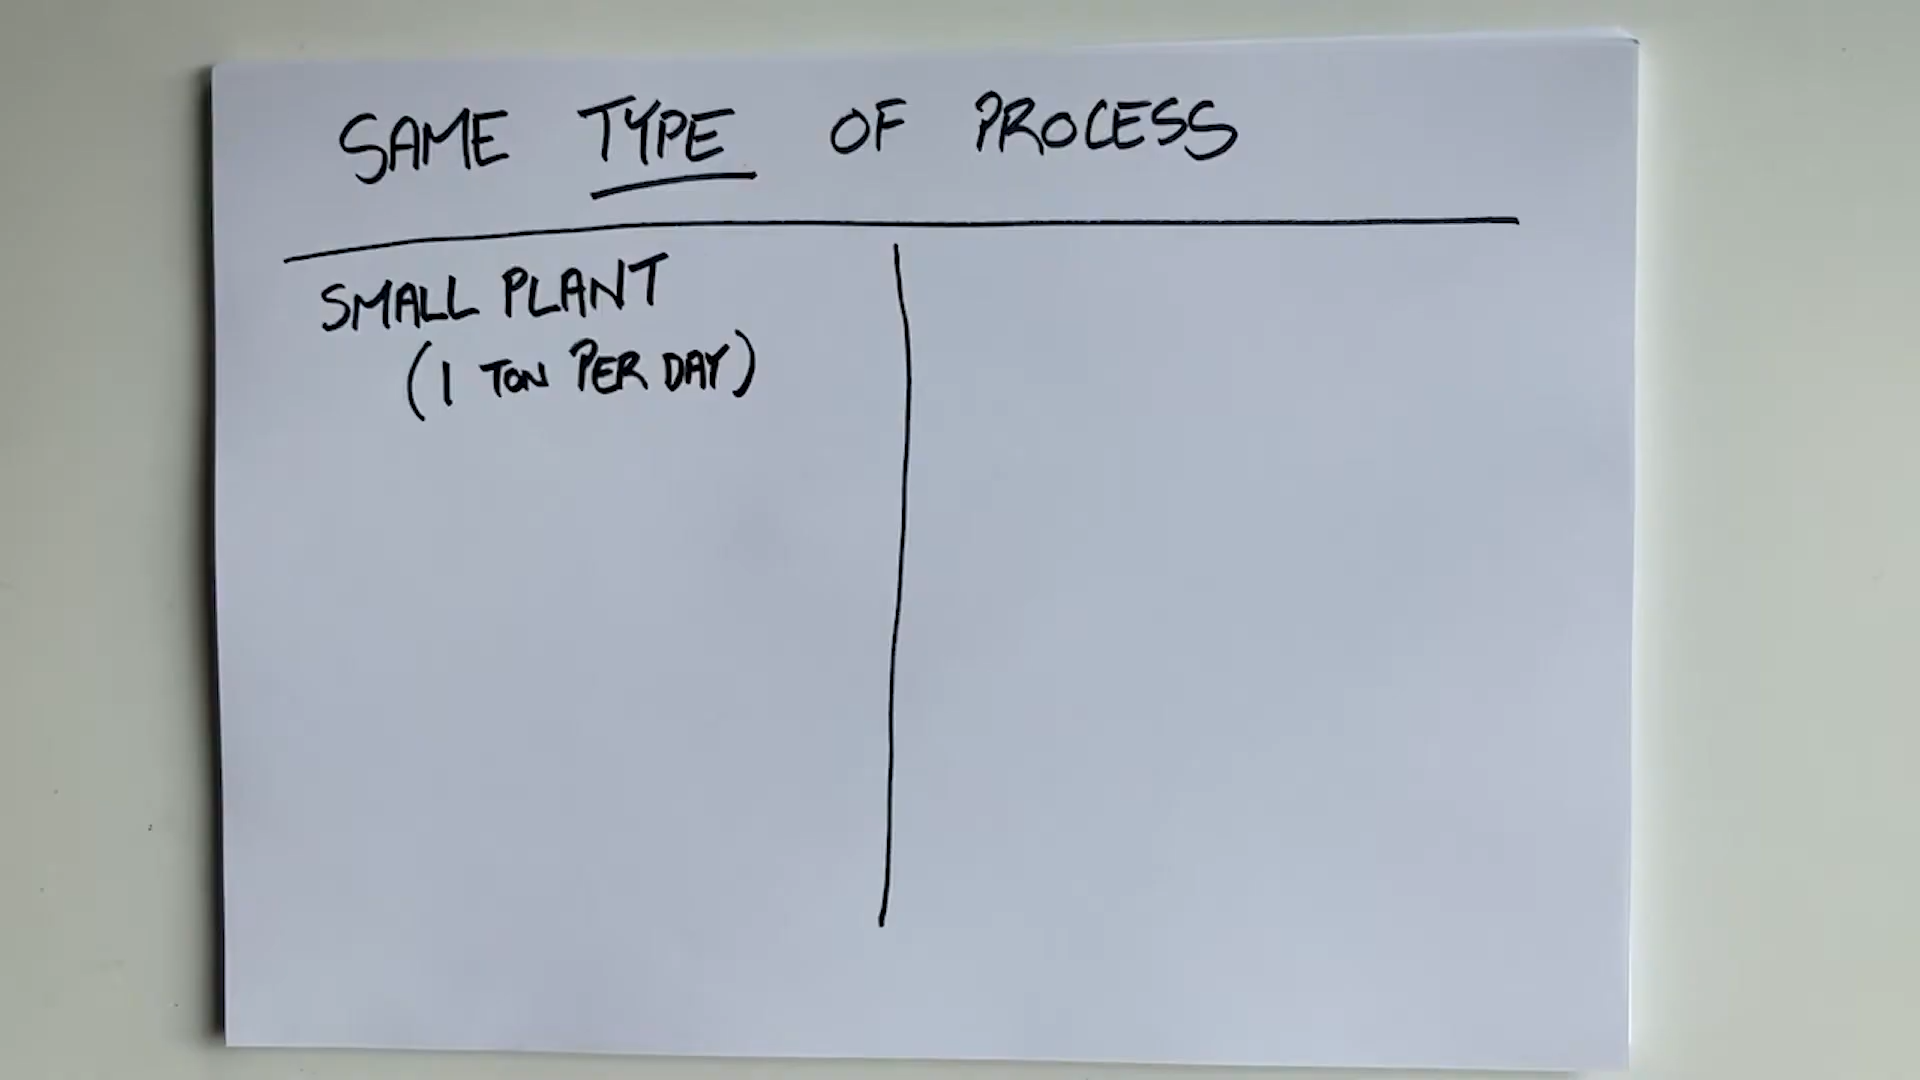 SAME TYPE OF PROCESS
SMALL PLANT
(1 TON PER DAY)